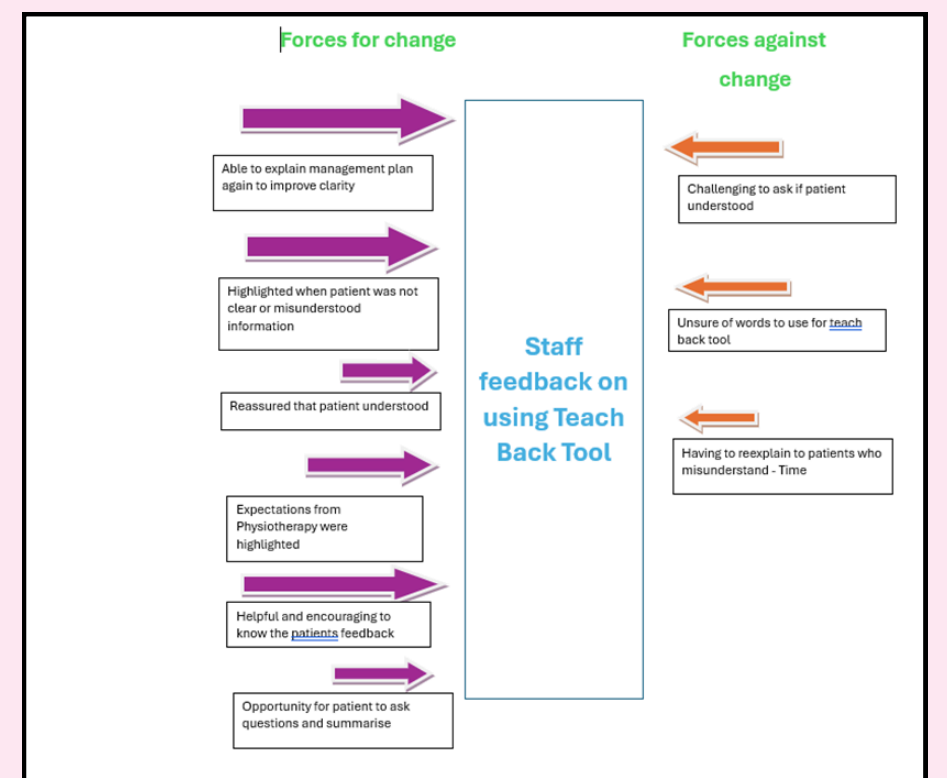 Forces for change
Forces against
change
Able to explain management plan
again to improve clarity
Highlighted when patient was not
clear or misunderstood
information
Reassured that patient understood
Expectations from
Physiotherapy were
highlighted
Helpful and encouraging to
know the patients feedback
Opportunity for patient to ask
questions and summarise
Staff
feedback on
using Teach
Back Tool
Challenging to ask if patient
understood
Unsure of words to use for teach
back tool
Having to reexplain to patients who
misunderstand - Time